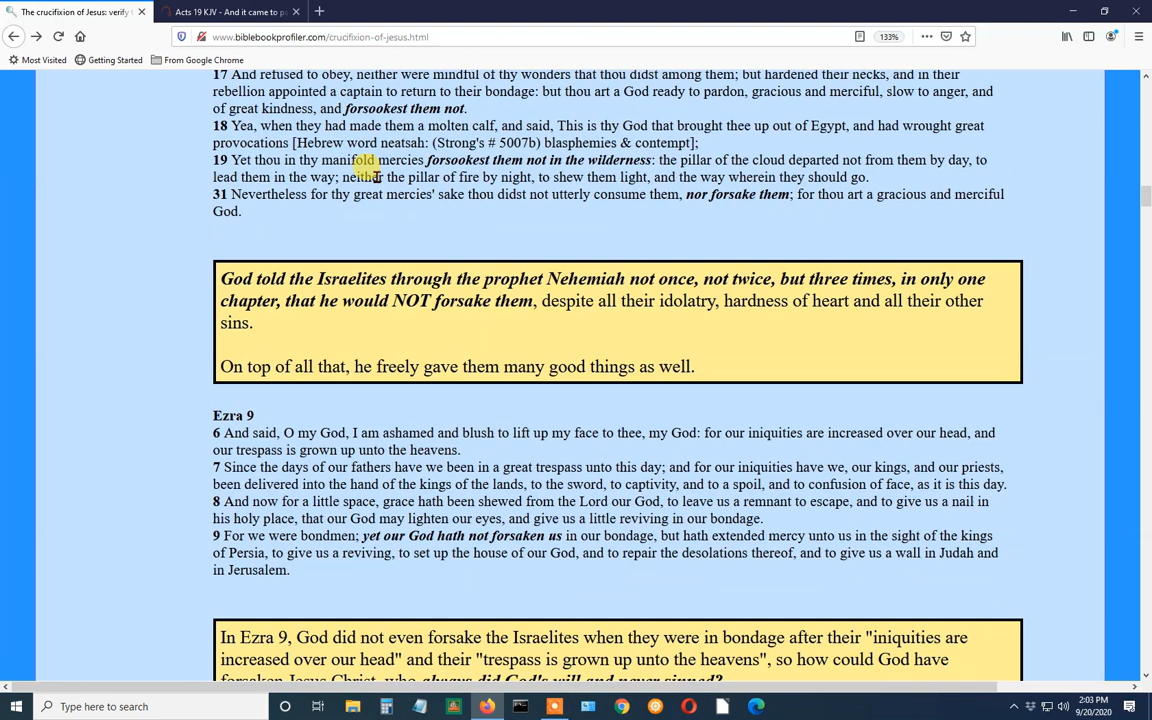 The crucifixion of Jesus: verify
Acts 19 KJV - And it came to p
www.biblebookprofiler.com/crucifixion-of-jesus.html
133%
Most Visited
Getting Started
From Google Chrome
17 And refused to obey, neither were mindful of thy wonders that thou didst among them; but hardened their necks, and in their
rebellion appointed a captain to return to their bondage: but thou art a God ready to pardon, gracious and merciful, slow to anger, and
of great kindness, and forsookest them not.
18 Yea, when they had made them a molten calf, and said, This is thy God that brought thee up out of Egypt, and had wrought great
provocations [Hebrew word neatsah: (Strong's # 5007b) blasphemies & contempt];
19 Yet thou in thy manifold mercies forsookest them not in the wilderness: the pillar of the cloud departed not from them by day, to
lead them in the way; neither the pillar of fire by night, to shew them light, and the way wherein they should go.
31 Nevertheless for thy great mercies' sake thou didst not utterly consume them, nor forsake them; for thou art a gracious and merciful
God.
God told the Israelites through the prophet Nehemiah not once, not twice, but three times, in only one
chapter, that he would NOT forsake them, despite all their idolatry, hardness of heart and all their other
sins.
On top of all that, he freely gave them many good things as well.
Ezra 9
6 And said, O my God, I am ashamed and blush to lift up my face to thee, my God: for our iniquities are increased over our head, and
our trespass is grown up unto the heavens.
7 Since the days of our fathers have we been in a great trespass unto this day; and for our iniquities have we, our kings, and our priests,
been delivered into the hand of the kings of the lands, to the sword, to captivity, and to a spoil, and to confusion of face, as it is this day.
8 And now for a little space, grace hath been shewed from the Lord our God, to leave us a remnant to escape, and to give us a nail in
his holy place, that our God may lighten our eyes, and give us a little reviving in our bondage.
9 For we were bondmen; yet our God hath not forsaken us in our bondage, but hath extended mercy unto us in the sight of the kings
of Persia, to give us a reviving, to set up the house of our God, and to repair the desolations thereof, and to give us a wall in Judah and
in Jerusalem.
In Ezra 9, God did not even forsake the Israelites when they were in bondage after their "iniquities are
increased over our head" and their "trespass is grown up unto the heavens", so how could God have
forsaken Jesus Christ, who always did God's will and never sinned?
Type here to search
2:03 PM
9/20/2020